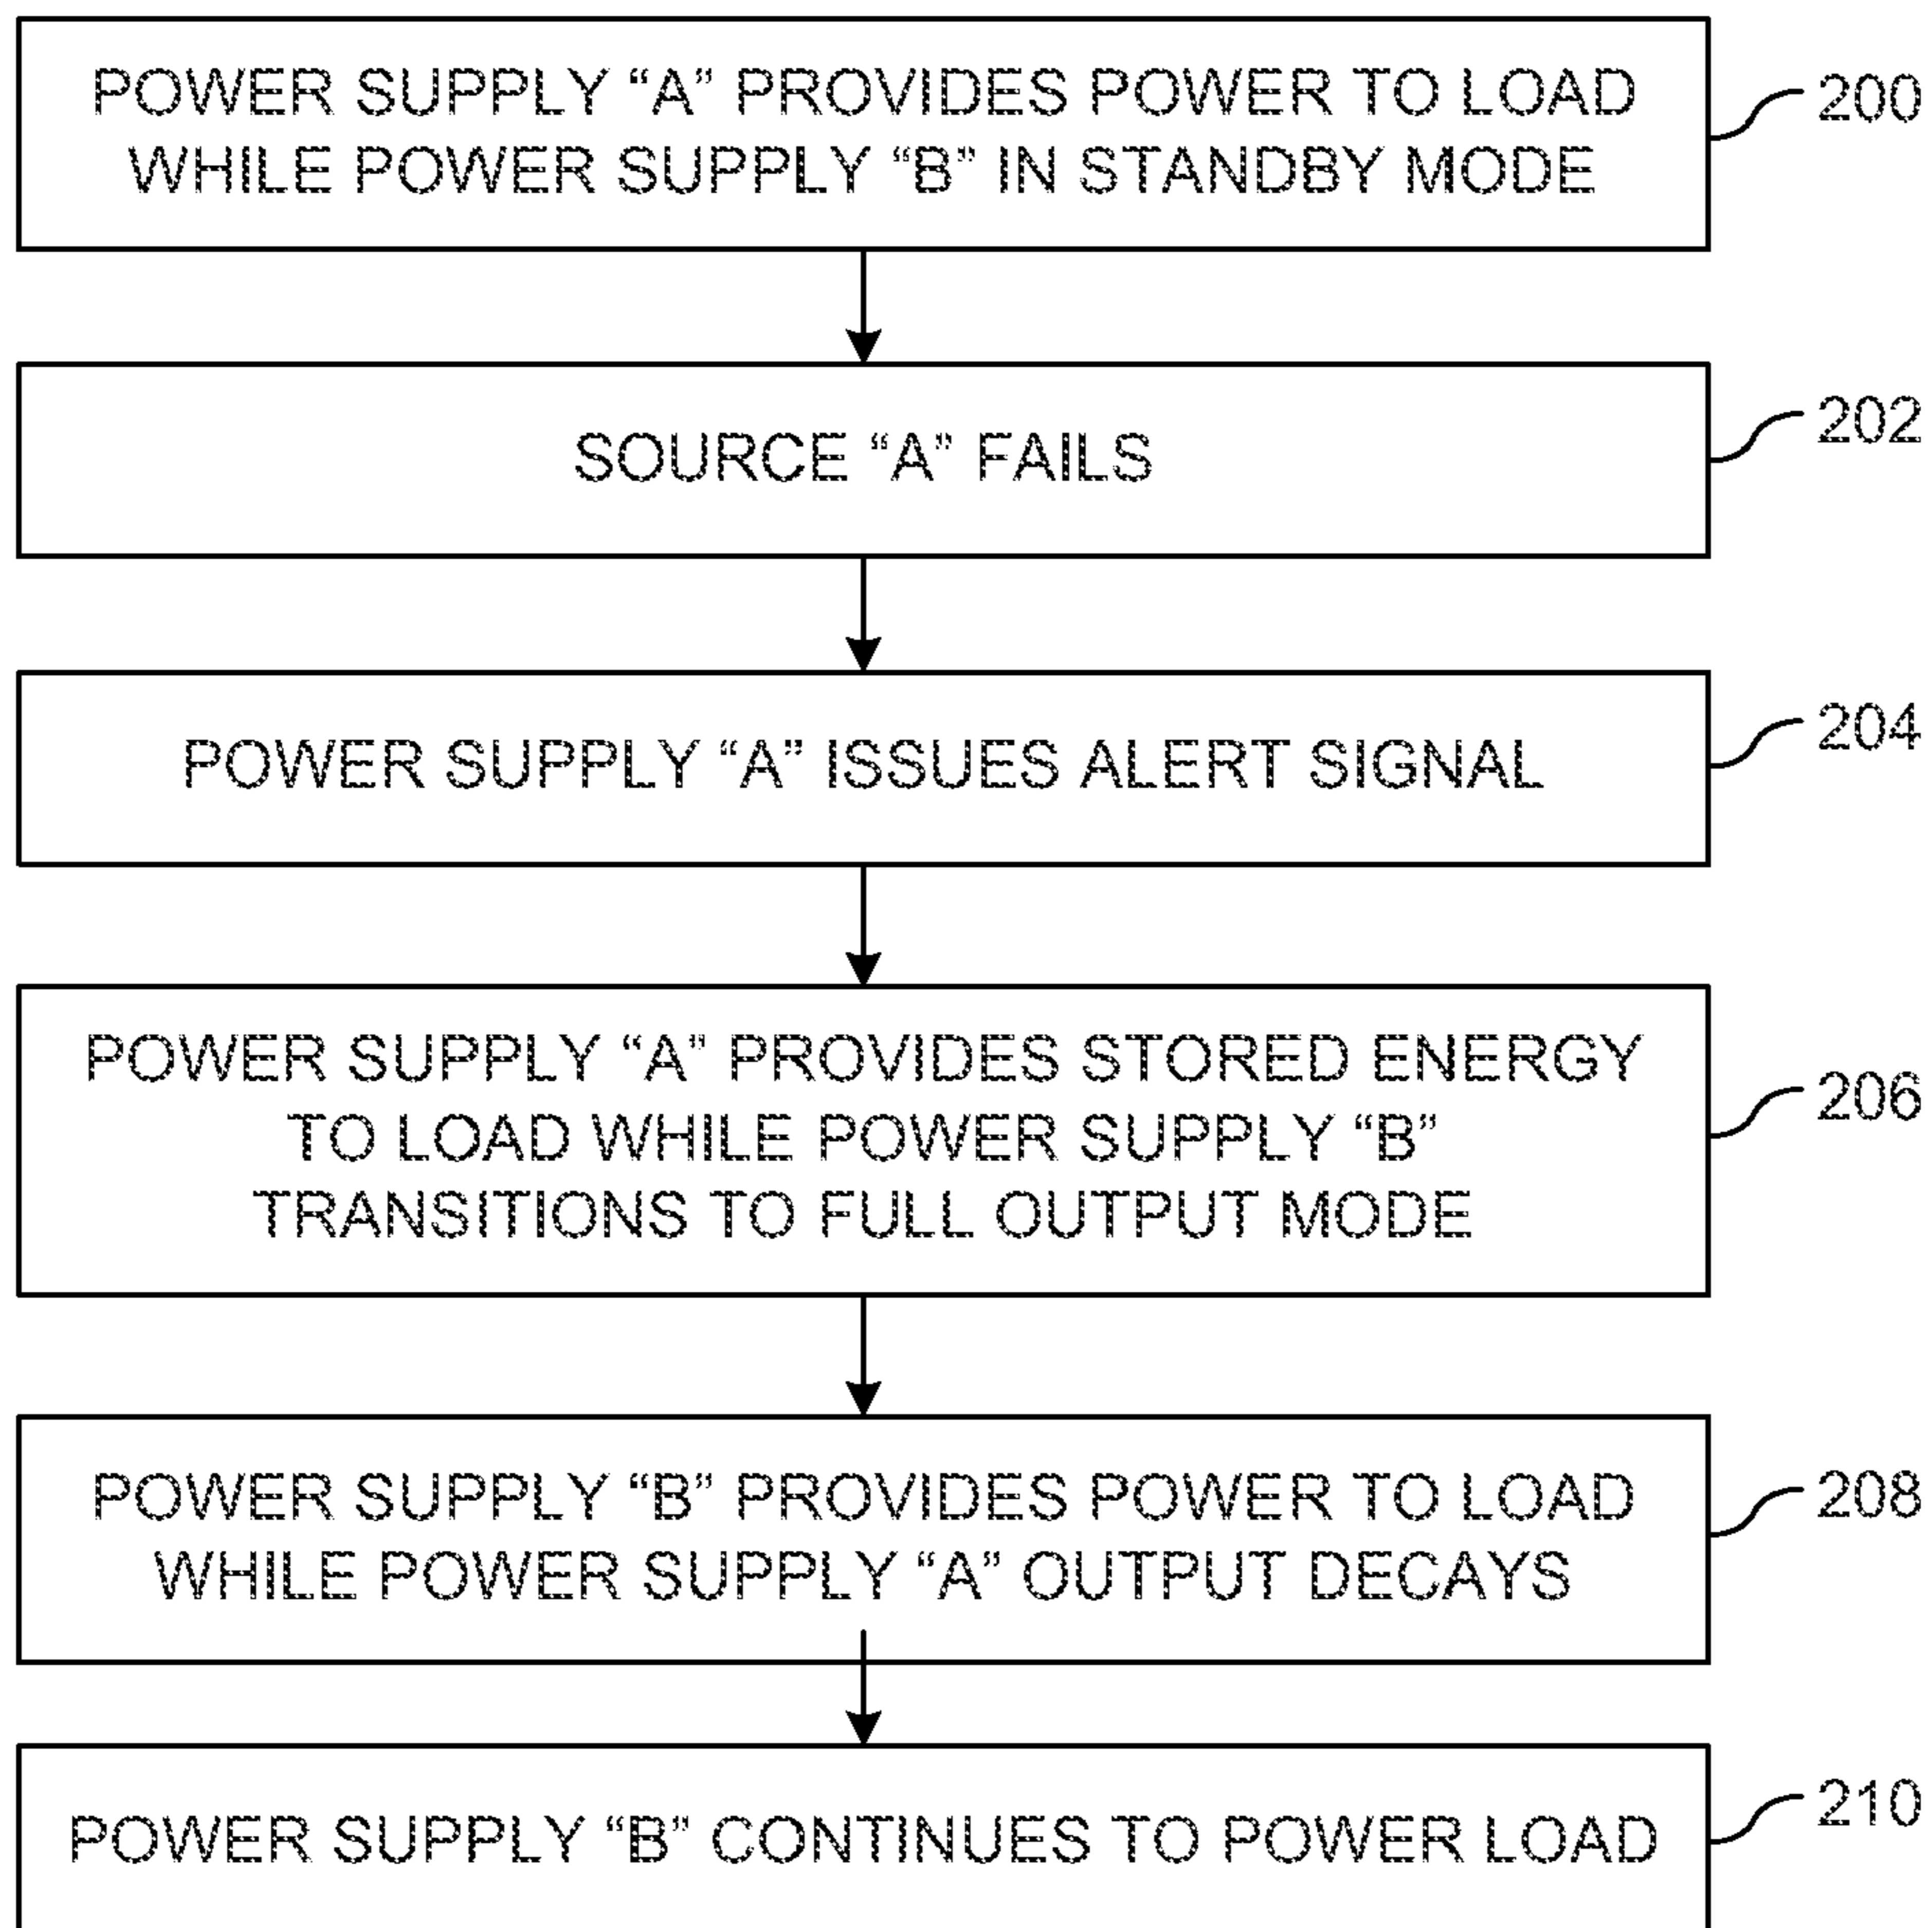 POWER SUPPLY “A” PROVIDES POWER TO LOAD
WHILE POWER SUPPLY “B” IN STANDBY MODE
200
SOURCE “A” FAILS
202
POWER SUPPLY “A” ISSUES ALERT SIGNAL
204
POWER SUPPLY “A” PROVIDES STORED ENERGY
TO LOAD WHILE POWER SUPPLY “B”
TRANSITIONS TO FULL OUTPUT MODE
206
POWER SUPPLY “B” PROVIDES POWER TO LOAD
WHILE POWER SUPPLY “A” OUTPUT DECAYS
208
POWER SUPPLY “B” CONTINUES TO POWER LOAD
210